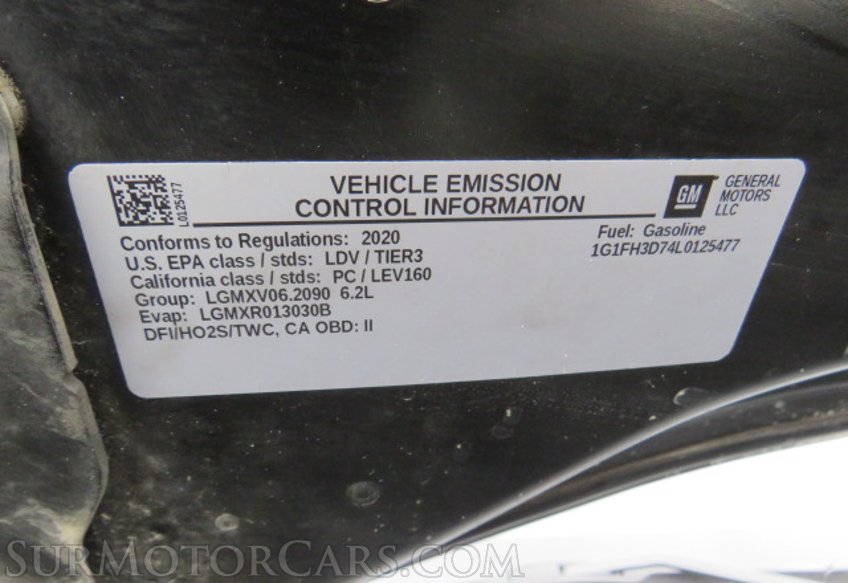 VEHICLE EMISSION
CONTROL INFORMATION
GM
GENERAL
MOTORS
LLC
L0125477
Conforms to Regulations: 2020
U.S. EPA class / stds: LDV / TIER3
California class / stds: PC / LEV160
Group: LGMXV06.2090 6.2L
Evap: LGMXR013030B
DFI/HO2S/TWC, CA OBD: II
Fuel: Gasoline
1G1FH3D74L0125477
SURMOTORCARS.COM